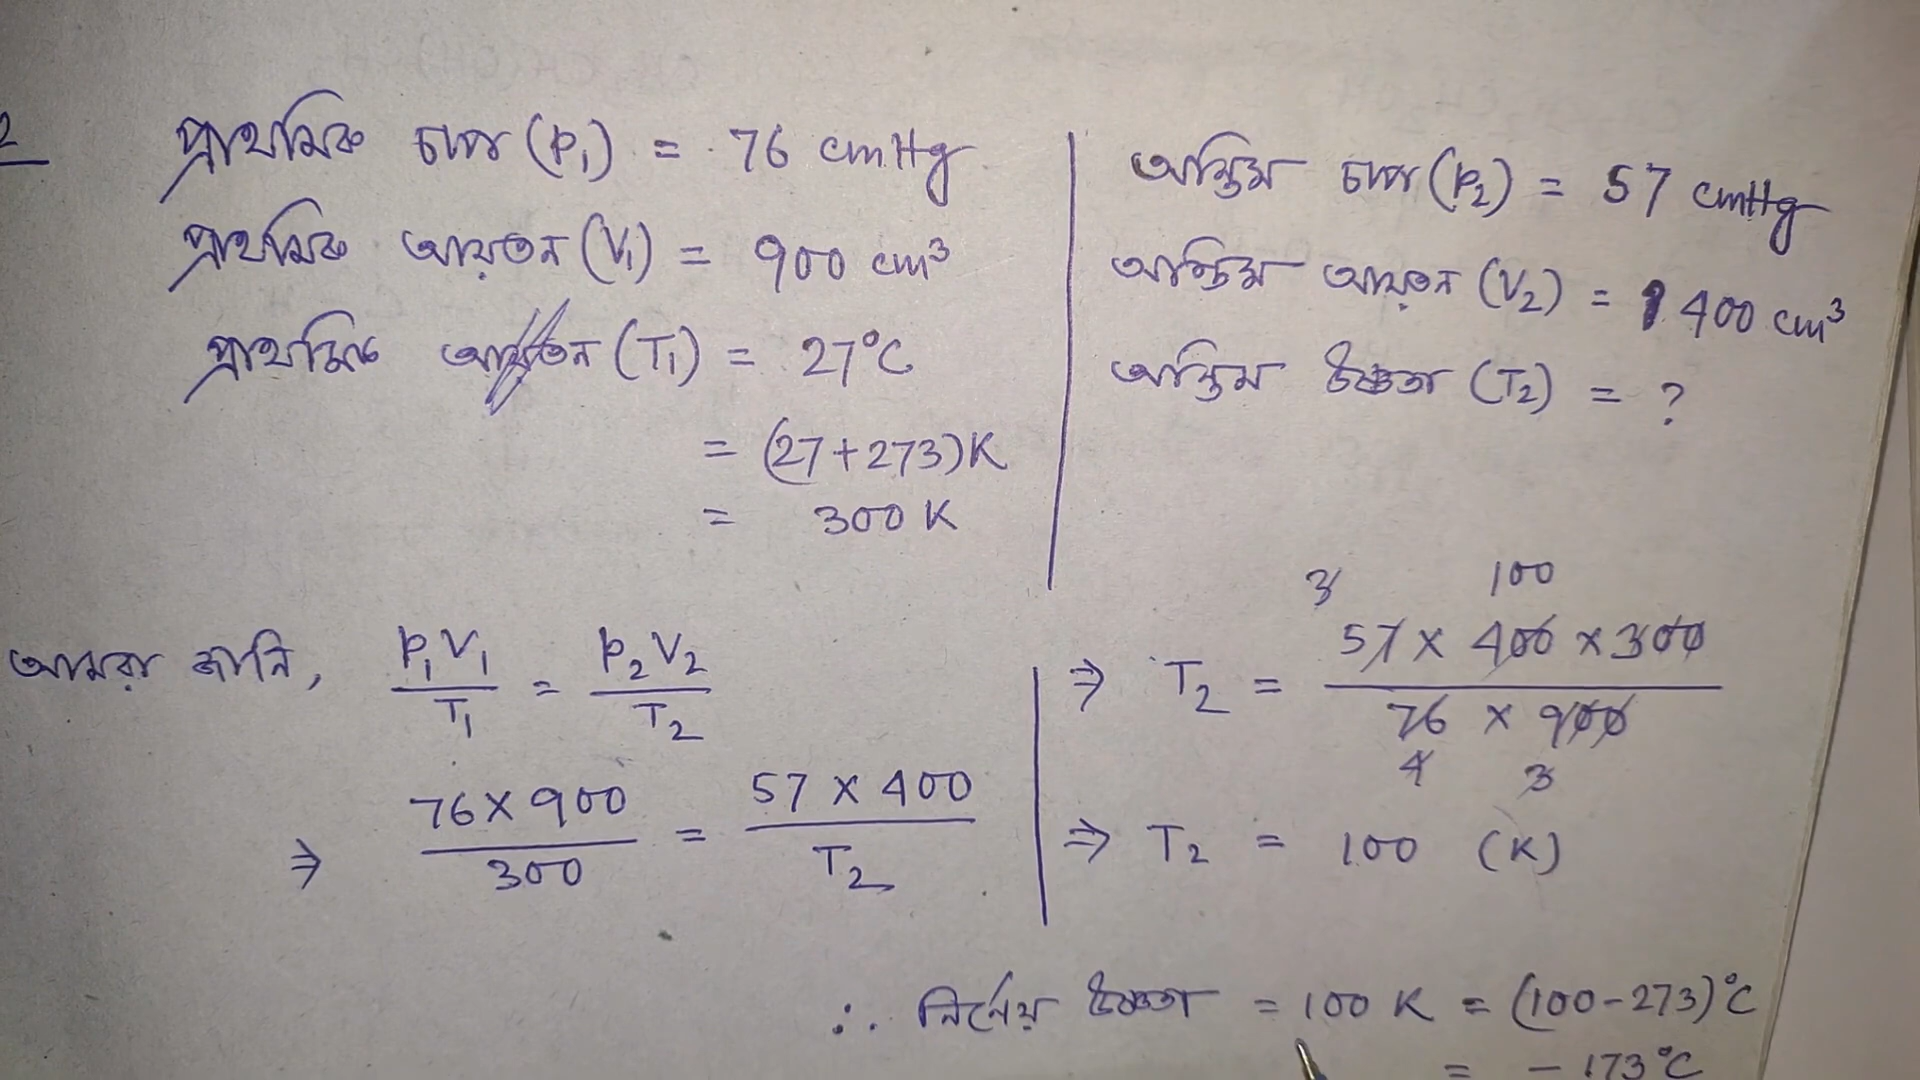 2 প্রাথমিক চাপ (P₁) = 76 cmHg
প্রাথমিক আয়তন (V₁) = 900 cm³
প্রাথমিক আয়তন (T₁) = 27°C
= (27+273)K
= 300 K
অন্তিম চাপ (P₂) = 57 cmHg
অন্তিম আয়তন (V₂) = 400 cm³
অন্তিম উষ্ণতা (T₂) = ?
আমরা জানি, P₁V₁/T₁ = P₂V₂/T₂
⇒ 76 × 900/300 = 57 × 400/T₂
3 100
⇒ T₂ = 57 × 400 × 300/76 × 900
4 3
⇒ T₂ = 100 (K)
∴ নির্ণেয় উষ্ণতা = 100 K = (100-273)°C
= - 173°C